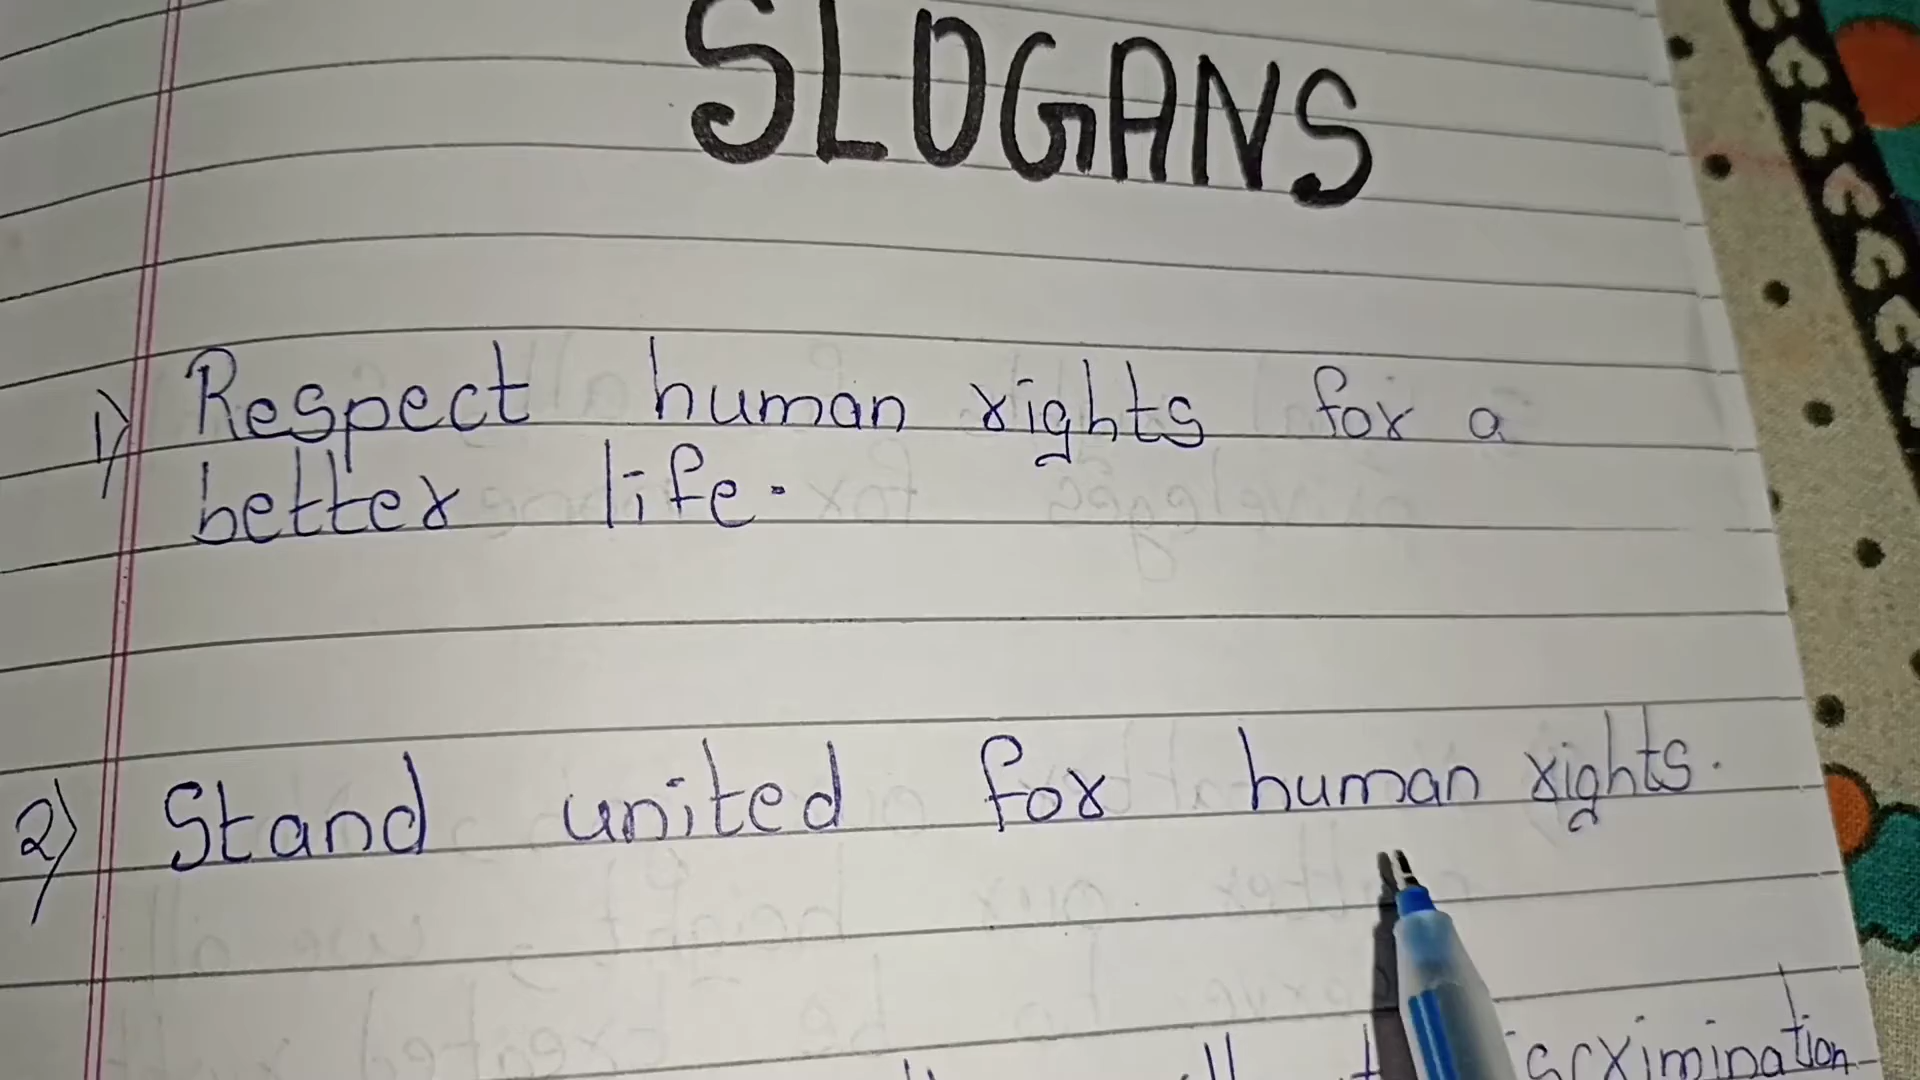 SLOGANS
1) Respect human rights for a
better life.
2) Stand united for human rights.